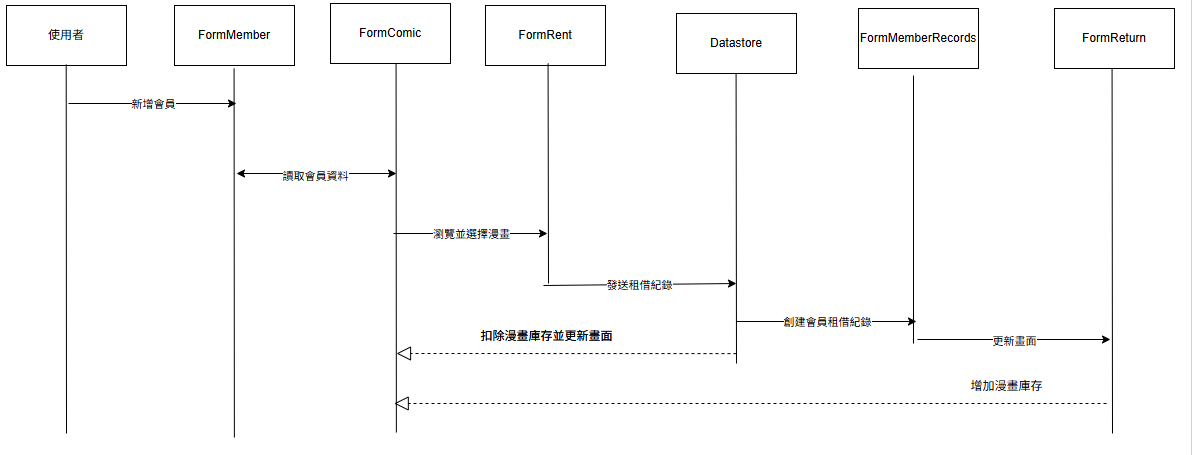 使用者
FormMember
FormComic
FormRent
Datastore
FormMemberRecords
FormReturn
新增會員
讀取會員資料
瀏覽並選擇漫畫
發送租借紀錄
創建會員租借紀錄
扣除漫畫庫存並更新畫面
更新畫面
增加漫畫庫存